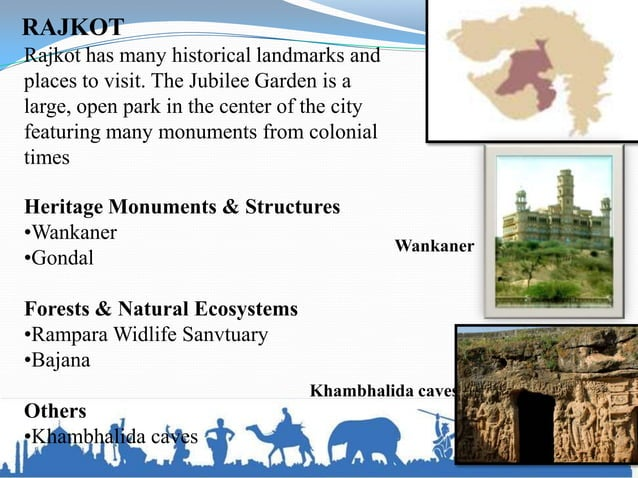 RAJKOT
Rajkot has many historical landmarks and
places to visit. The Jubilee Garden is a
large, open park in the center of the city
featuring many monuments from colonial
times
Heritage Monuments & Structures
•Wankaner
•Gondal
Wankaner
Forests & Natural Ecosystems
•Rampara Widlife Sanvtuary
•Bajana
Khambhalida caves
Others
•Khambhalida caves